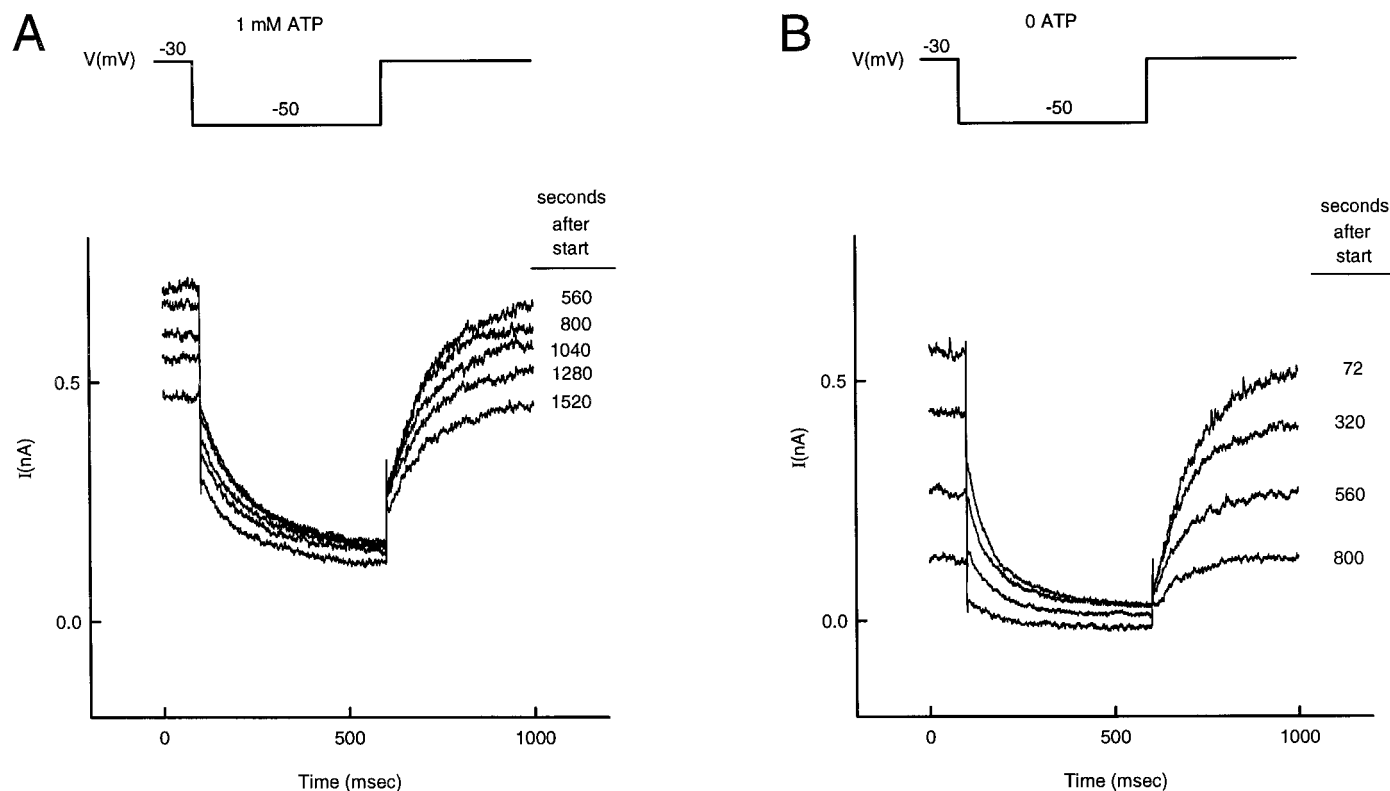 A
1 mM ATP
V(mV)
-30
-50
seconds
after
start
560
800
1040
1280
1520
0.5
0.0
I(nA)
0
500
1000
Time (msec)
B
0 ATP
V(mV)
-30
-50
seconds
after
start
72
320
560
800
0.5
0.0
I(nA)
0
500
1000
Time (msec)